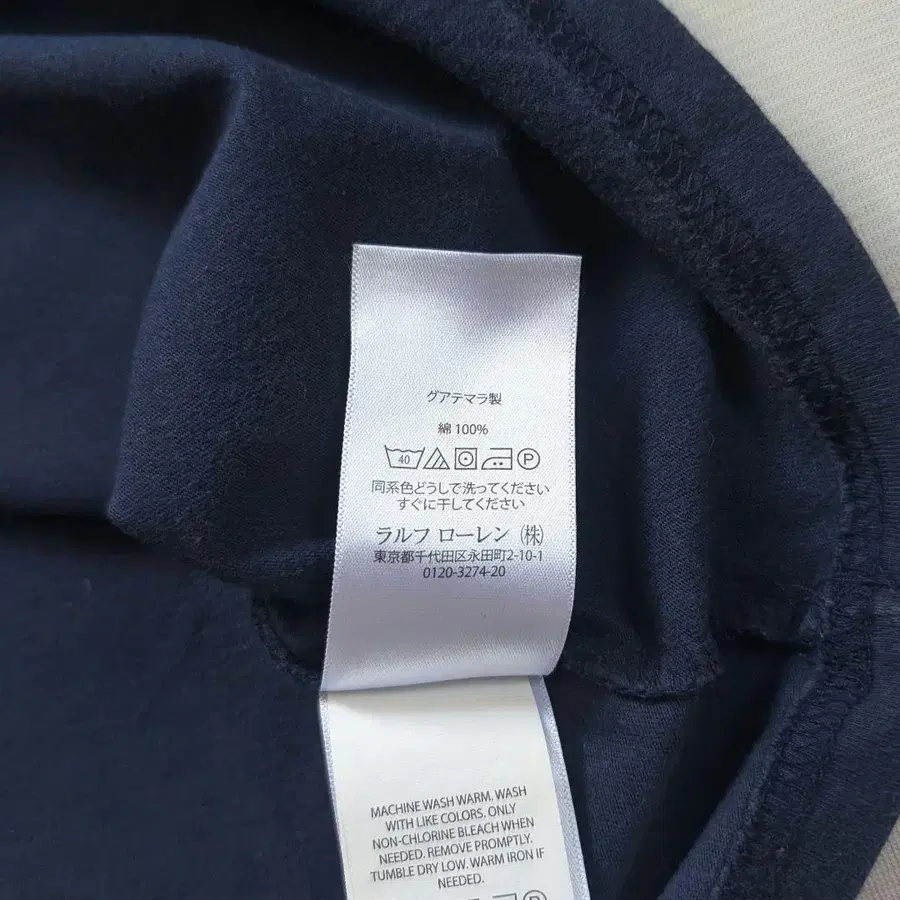 グアテマラ製
綿 100%
40 P
同系色どうしで洗ってください
すぐに干してください
ラルフ ローレン (株)
東京都千代田区永田町2-10-1
0120-3274-20
MACHINE WASH WARM, WASH
WITH LIKE COLORS. ONLY
NON-CHLORINE BLEACH WHEN
NEEDED. REMOVE PROMPTLY.
TUMBLE DRY LOW. WARM IRON IF
NEEDED.
P